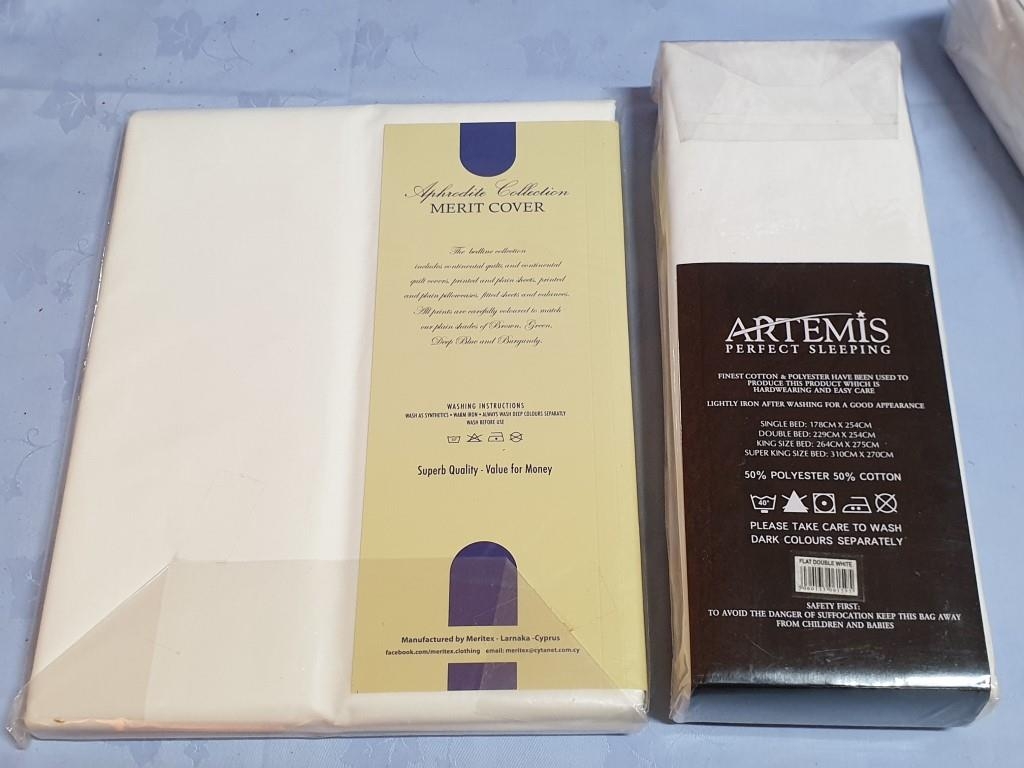 Aphrodite Collection
MERIT COVER
The bedline collection
includes continental quilts and continental
quilt covers, printed and plain sheets, printed
and plain pillowcases, fitted sheets and valances.
All prints are carefully coloured to match
our plain shades of Brown, Green,
Deep Blue and Burgundy.
WASHING INSTRUCTIONS
WASH AS SYNTHETICS • WARM IRON • ALWAYS WASH DEEP COLOURS SEPARATELY
WASH BEFORE USE
Superb Quality - Value for Money
Manufactured by Meritex - Larnaka -Cyprus
facebook.com/meritex.clothing email: meritex@cytanet.com.cy
ARTEMIS
PERFECT SLEEPING
FINEST COTTON & POLYESTER HAVE BEEN USED TO
PRODUCE THIS PRODUCT WHICH IS
HARDWEARING AND EASY CARE
LIGHTLY IRON AFTER WASHING FOR A GOOD APPEARANCE
SINGLE BED: 178CM X 254CM
DOUBLE BED: 229CM X 254CM
KING SIZE BED: 264CM X 275CM
SUPER KING SIZE BED: 310CM X 270CM
50% POLYESTER 50% COTTON
40°
PLEASE TAKE CARE TO WASH
DARK COLOURS SEPARATELY
FLAT DOUBLE WHITE
SAFETY FIRST:
TO AVOID THE DANGER OF SUFFOCATION KEEP THIS BAG AWAY
FROM CHILDREN AND BABIES